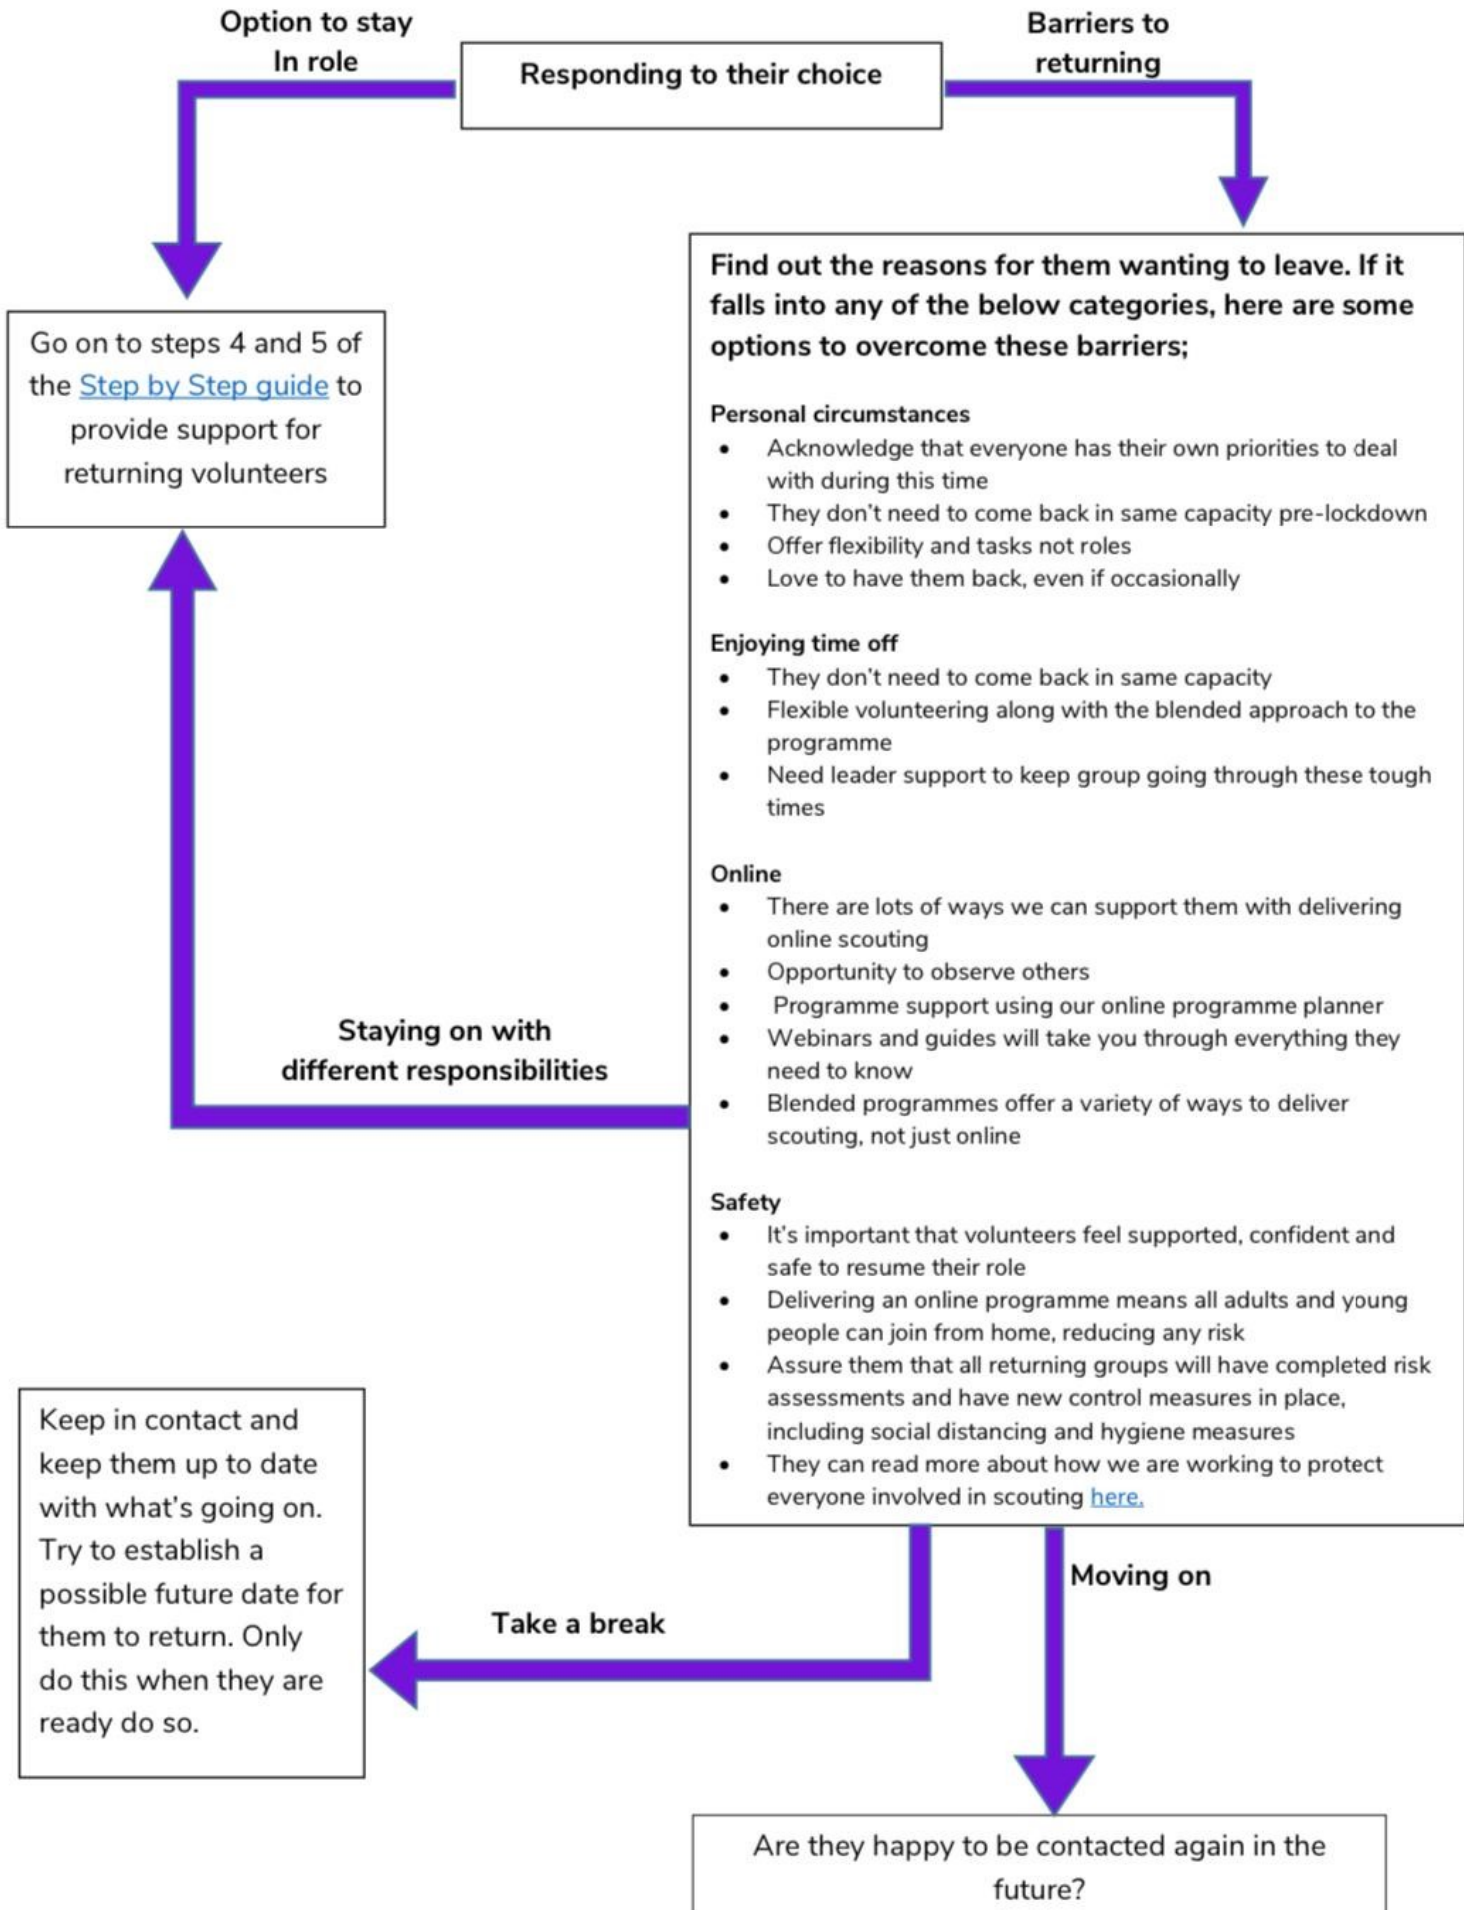 Option to stay
In role
Responding to their choice
Barriers to
returning
Go on to steps 4 and 5 of
the Step by Step guide to
provide support for
returning volunteers
Find out the reasons for them wanting to leave. If it
falls into any of the below categories, here are some
options to overcome these barriers;
Personal circumstances
• Acknowledge that everyone has their own priorities to deal
with during this time
• They don't need to come back in same capacity pre-lockdown
• Offer flexibility and tasks not roles
• Love to have them back, even if occasionally
Enjoying time off
• They don't need to come back in same capacity
• Flexible volunteering along with the blended approach to the
programme
• Need leader support to keep group going through these tough
times
Online
• There are lots of ways we can support them with delivering
online scouting
• Opportunity to observe others
• Programme support using our online programme planner
• Webinars and guides will take you through everything they
need to know
• Blended programmes offer a variety of ways to deliver
scouting, not just online
Safety
• It's important that volunteers feel supported, confident and
safe to resume their role
• Delivering an online programme means all adults and young
people can join from home, reducing any risk
• Assure them that all returning groups will have completed risk
assessments and have new control measures in place,
including social distancing and hygiene measures
• They can read more about how we are working to protect
everyone involved in scouting here.
Staying on with
different responsibilities
Keep in contact and
keep them up to date
with what's going on.
Try to establish a
possible future date for
them to return. Only
do this when they are
ready do so.
Take a break
Moving on
Are they happy to be contacted again in the
future?